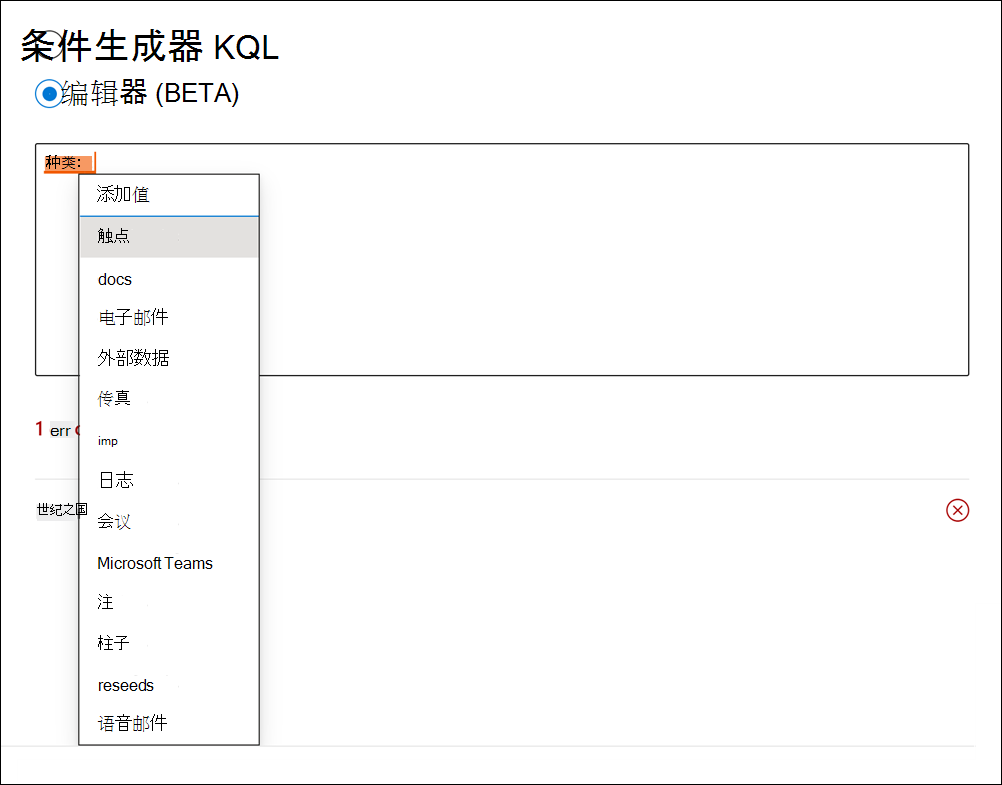 条件生成器 KQL
编辑器 (BETA)
种类：
添加值
触点
docs
电子邮件
外部数据
传真
1 err
imp
日志
世纪之国
会议
Microsoft Teams
注
柱子
reseeds
语音邮件